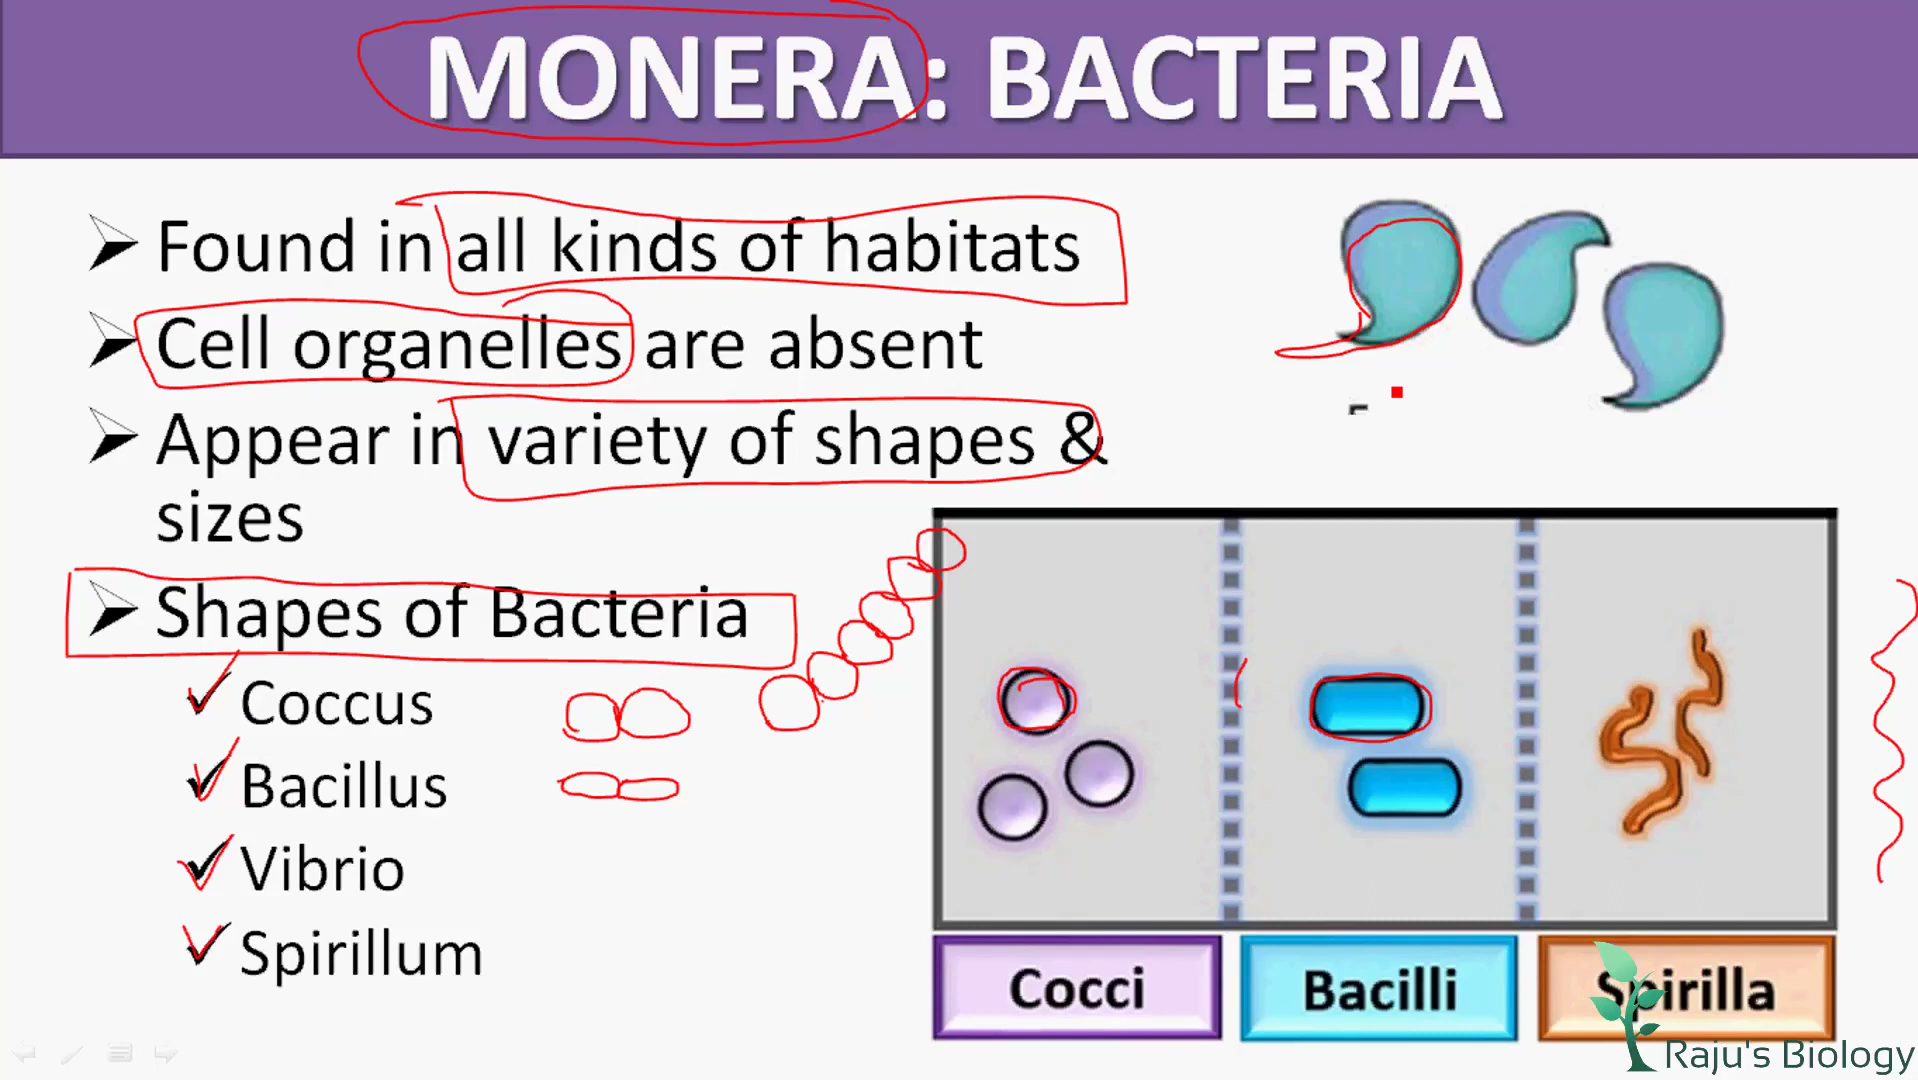 MONERA: BACTERIA
Found in all kinds of habitats
Cell organelles are absent
Appear in variety of shapes &
sizes
Shapes of Bacteria
Coccus
Bacillus
Vibrio
Spirillum
Cocci
Bacilli
Spirilla
Raju's Biology